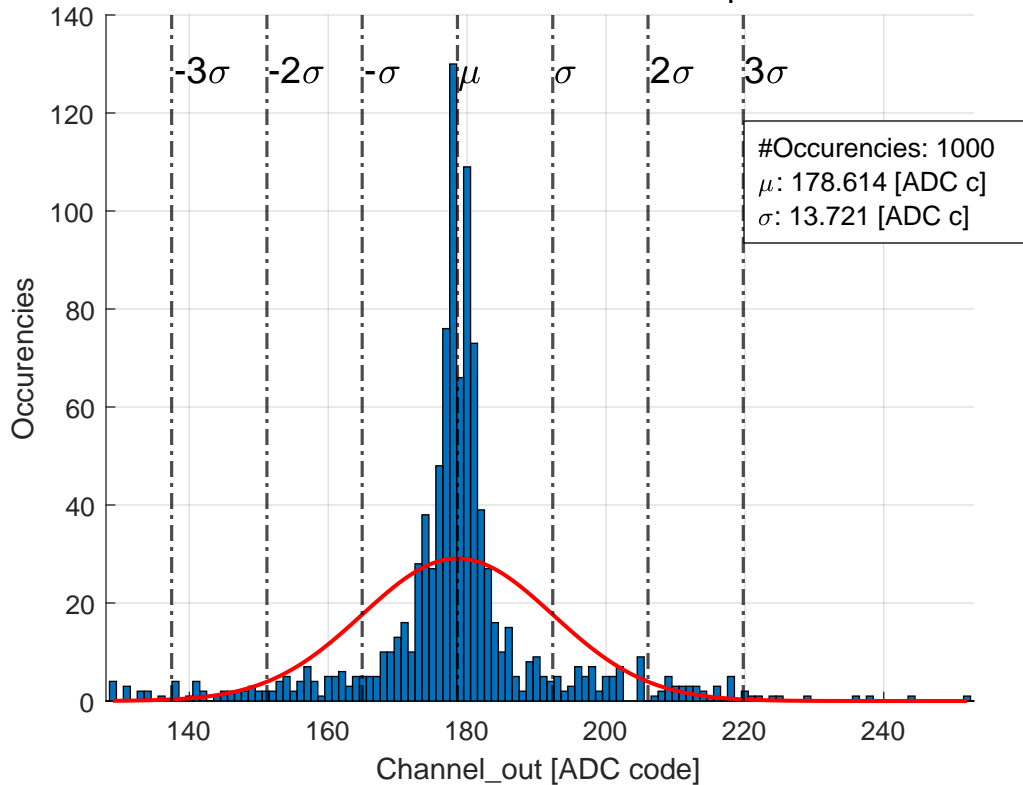 140
120
100
80
60
40
20
0
-3σ
-2σ
-σ
μ
σ
2σ
3σ
#Occurencies: 1000
μ: 178.614 [ADC c]
σ: 13.721 [ADC c]
Occurencies
140
160
180
200
220
240
Channel_out [ADC code]